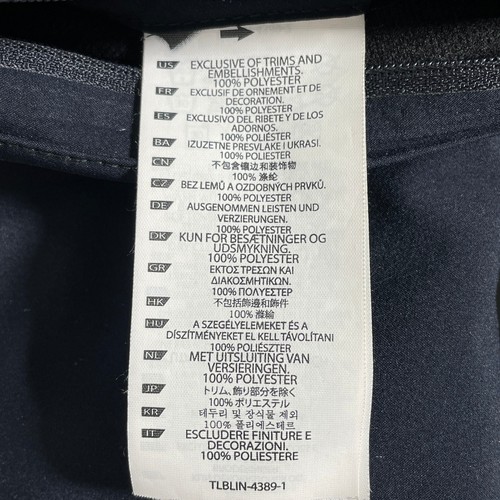 US EXCLUSIVE OF TRIMS AND
EMBELLISHMENTS.
100% POLYESTER
FR EXCLUSIF DE ORNEMENT ET DE
DECORATION.
100% POLYESTER
ES EXCLUSIVO DEL RIBETE Y DE LOS
ADORNOS.
100% POLIÉSTER
BA IZUZETNE PRESVLAKE I UKRASI.
100% POLIESTER
CN 不包含镶边和装饰物
100% 涤纶
CZ BEZ LEMŮ A OZDOBNÝCH PRVKŮ.
100% POLYESTER
DE AUSGENOMMEN LEISTEN UND
VERZIERUNGEN.
100% POLYESTER
DK KUN FOR BESÆTNINGER OG
UDSMYKNING.
100% POLYESTER
GR ΕΚΤΟΣ ΤΡΕΣΩΝ ΚΑΙ
ΔΙΑΚΟΣΜΗΤΙΚΩΝ.
100% ΠΟΛΥΕΣΤΕΡ
HK 不包括飾邊和飾件
100% 滌綸
HU A SZEGÉLYELEMEKET ÉS A
DÍSZÍTMÉNYEKET EL KELL TÁVOLÍTANI
100% POLIÉSZTER
NL MET UITSLUITING VAN
VERSIERINGEN.
100% POLYESTER
JP トリム、飾り部分を除く
100% ポリエステル
KR 테두리 및 장식물 제외
100% 폴리에스테르
IT ESCLUDERE FINITURE E
DECORAZIONI.
100% POLIESTERE
TLBLIN-4389-1